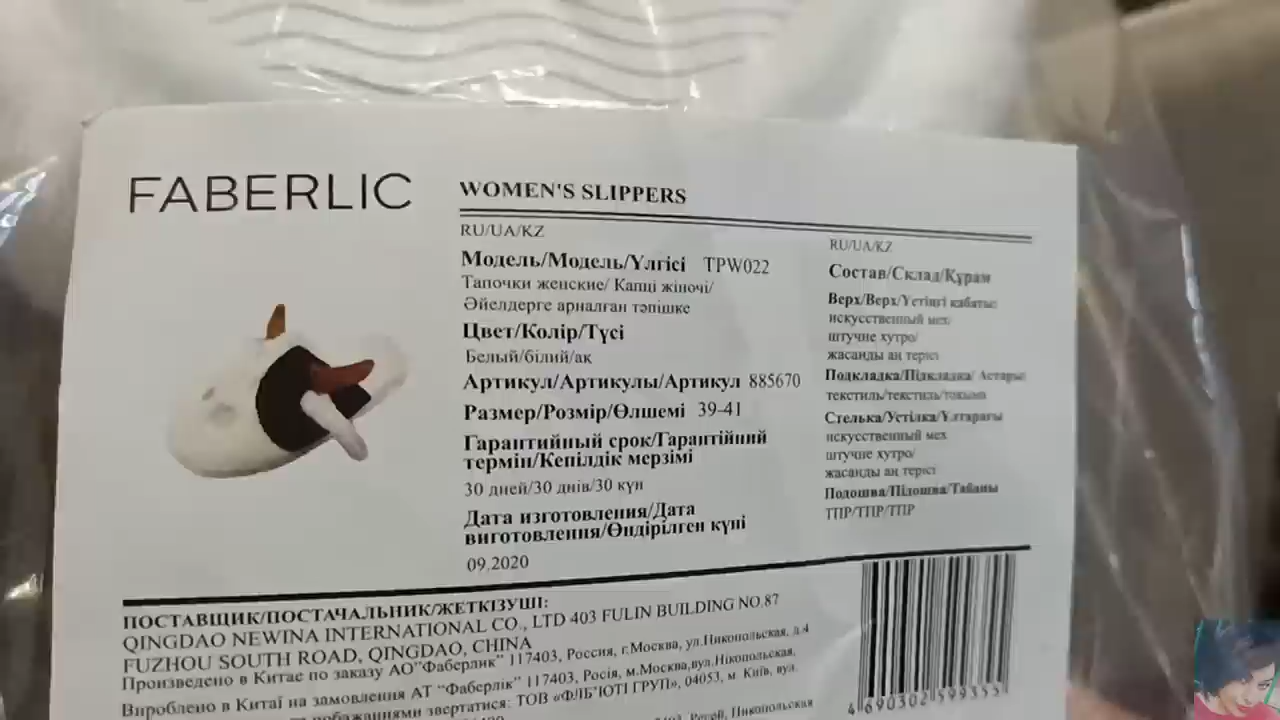 FABERLIC
WOMEN'S SLIPPERS
RU/UA/KZ
Модель/Модель/Үлгісі TPW022
Тапочки женские/ Капці жіночі/
Әйелдерге арналған тәпішке
Цвет/Колір/Түсі
Белый/білий/ақ
Артикул/Артикулы/Артикул 885670
Размер/Розмір/Өлшемі 39-41
Гарантийный срок/Гарантійний
термін/Кепілдік мерзімі
30 дней/30 днів/30 күн
Дата изготовления/Дата
виготовлення/Өндірілген күні
09.2020
RU/UA/KZ
Состав/Склад/Құрам
Верх/Верх/Үстіңгі қабаты:
искусственный мех/
штучне хутро/
жасанды аң терісі
Подкладка/Підкладка/ Астары:
текстиль/текстиль/тоқыма
Стелька/Устілка/Ұлтарағы
искусственный мех
штучне хутро/
жасанды аң терісі
Подошва/Підошва/Табаны
ТПР/ТПР/ТПР
ПОСТАВЩИК/ПОСТАЧАЛЬНИК/ЖЕТКІЗУШІ:
QINGDAO NEWINA INTERNATIONAL CO., LTD 403 FULIN BUILDING NO.87
FUZHOU SOUTH ROAD, QINGDAO, CHINA
Произведено в Китае по заказу АО"Фаберлик" 117403, Россия, г.Москва, ул.Никопольская, д.4
Вироблено в Китаї на замовлення АТ "Фаберлік" 117403, Росія, м.Москва,вул.Нікопольська,
побажаннями звертатися: ТОВ «ФЛБ'ЮТІ ГРУП», 04053, м. Київ, вул.
Никопольская
4 690302 599355